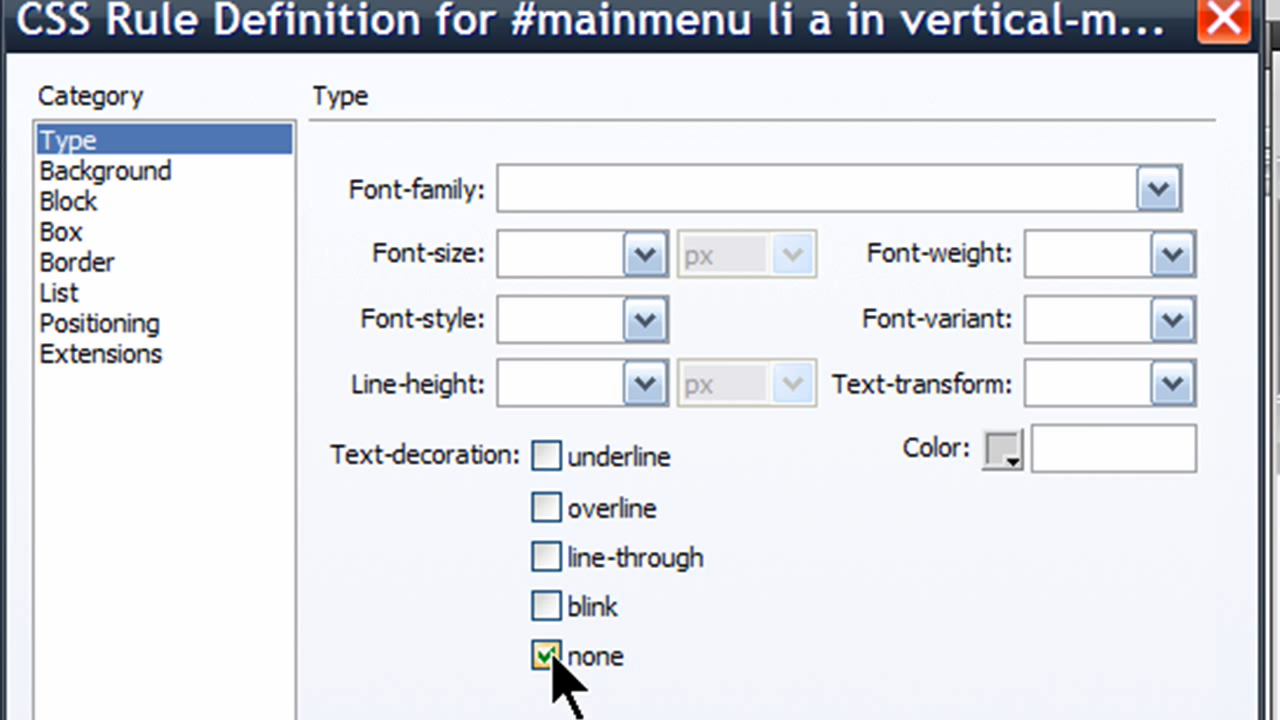 CSS Rule Definition for #mainmenu li a in vertical-m...
Category
Type
Background
Block
Box
Border
List
Positioning
Extensions
Type
Font-family:
Font-size: px Font-weight:
Font-style: Font-variant:
Line-height: px Text-transform:
Text-decoration: underline Color:
overline
line-through
blink
none